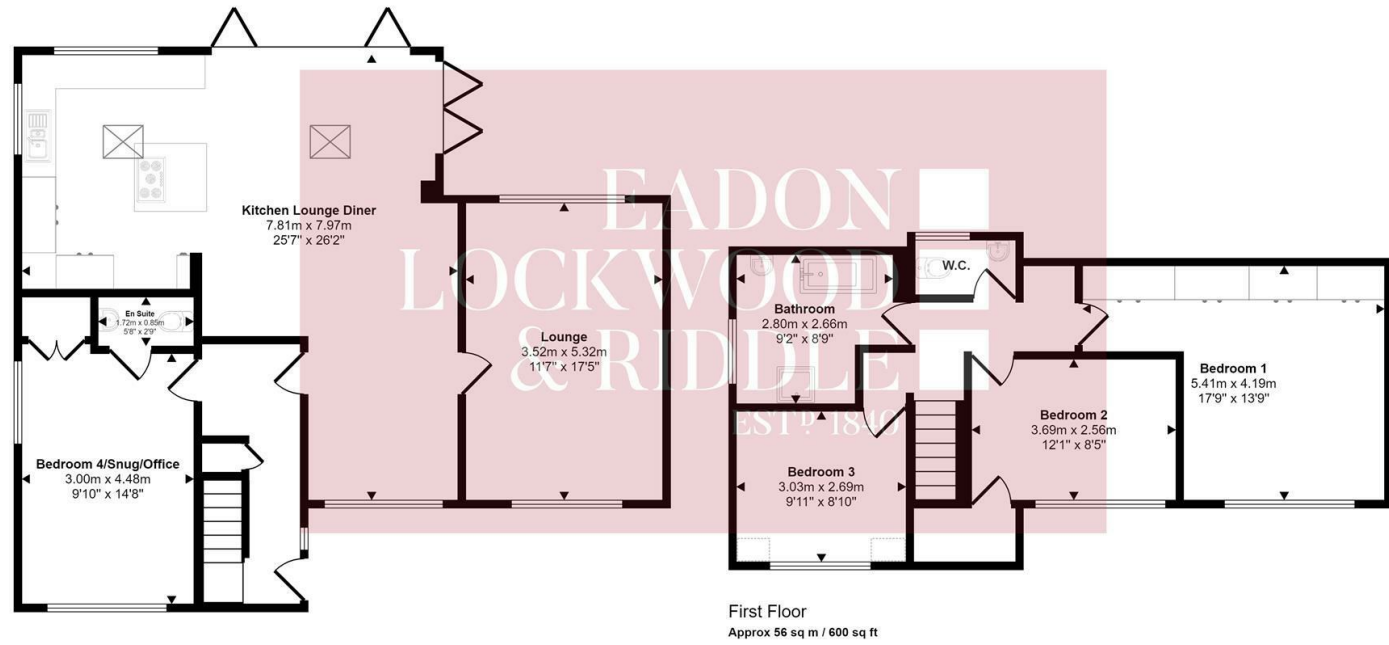 Kitchen Lounge Diner
7.81m x 7.97m
25'7" x 26'2"
En Suite
1.72m x 0.85m
5'8" x 2'9"
Lounge
3.52m x 5.32m
11'7" x 17'5"
Bedroom 4/Snug/Office
3.00m x 4.48m
9'10" x 14'8"
EADON
LOCKWOOD
& RIDDLE
ESTD. 1840
W.C.
Bathroom
2.80m x 2.66m
9'2" x 8'9"
Bedroom 1
5.41m x 4.19m
17'9" x 13'9"
Bedroom 2
3.69m x 2.56m
12'1" x 8'5"
Bedroom 3
3.03m x 2.69m
9'11" x 8'10"
First Floor
Approx 56 sq m / 600 sq ft